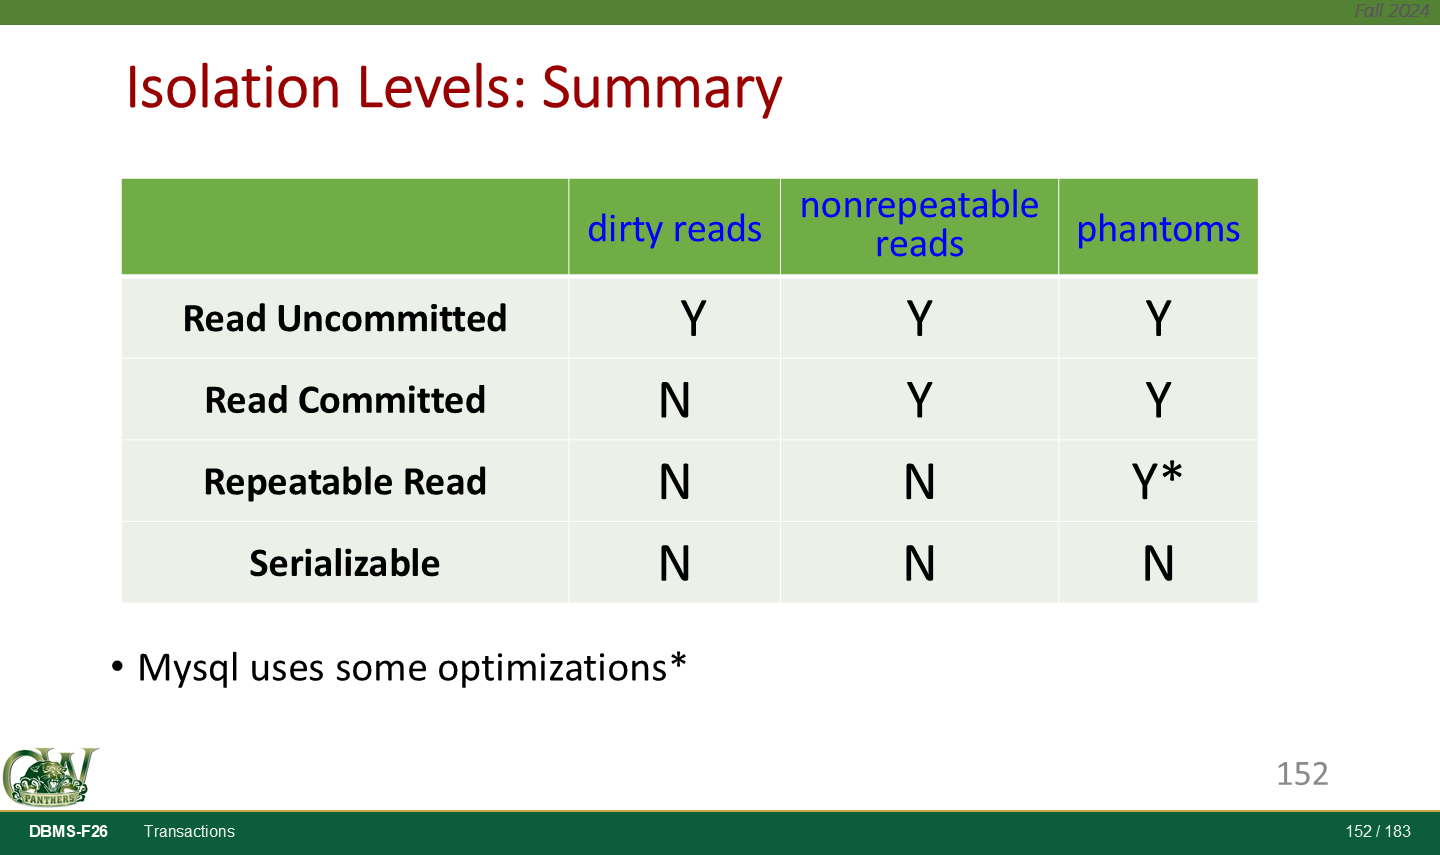 Fall 2024
Isolation Levels: Summary
dirty reads nonrepeatable reads phantoms
Read Uncommitted Y Y Y
Read Committed N Y Y
Repeatable Read N N Y*
Serializable N N N
• Mysql uses some optimizations*
OW
PANTHERS
152
DBMS-F26 Transactions 152 / 183